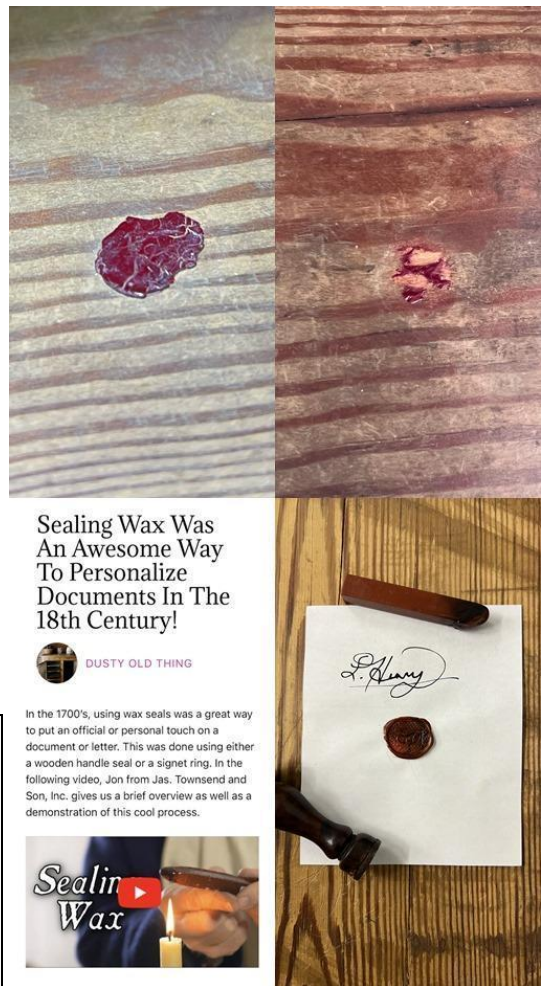 Sealing Wax Was
An Awesome Way
To Personalize
Documents In The
18th Century!
DUSTY OLD THING
In the 1700's, using wax seals was a great way
to put an official or personal touch on a
document or letter. This was done using either
a wooden handle seal or a signet ring. In the
following video, Jon from Jas. Townsend and
Son, Inc. gives us a brief overview as well as a
demonstration of this cool process.
Sealin
Wax
L. Henry